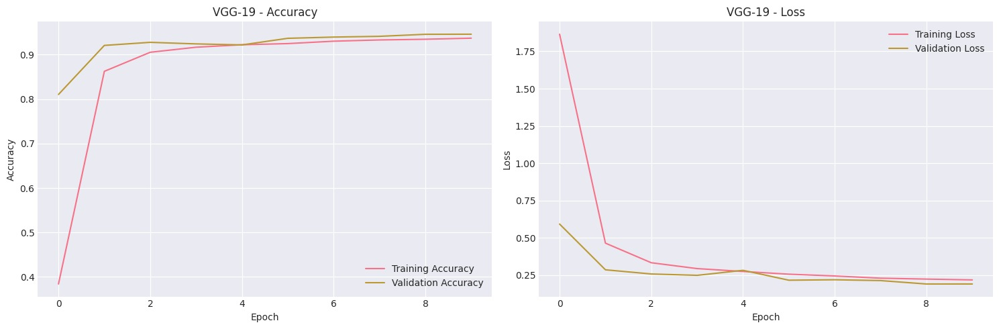 VGG-19 - Accuracy
0.9
0.8
0.7
0.6
0.5
0.4
Accuracy
Training Accuracy
Validation Accuracy
0 2 4 6 8
Epoch
VGG-19 - Loss
1.75
1.50
1.25
1.00
0.75
0.50
0.25
Loss
Training Loss
Validation Loss
0 2 4 6 8
Epoch